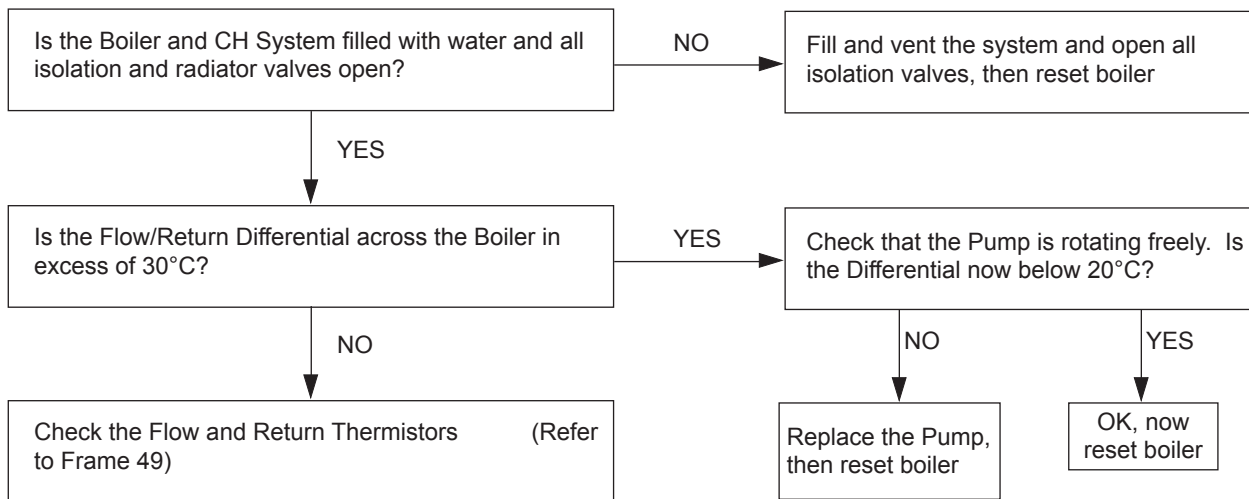 Is the Boiler and CH System filled with water and all
isolation and radiator valves open?
NO
Fill and vent the system and open all
isolation valves, then reset boiler
YES
Is the Flow/Return Differential across the Boiler in
excess of 30°C?
YES
Check that the Pump is rotating freely.  Is
the Differential now below 20°C?
NO
NO
YES
Check the Flow and Return Thermistors (Refer
to Frame 49)
Replace the Pump,
then reset boiler
OK, now
reset boiler